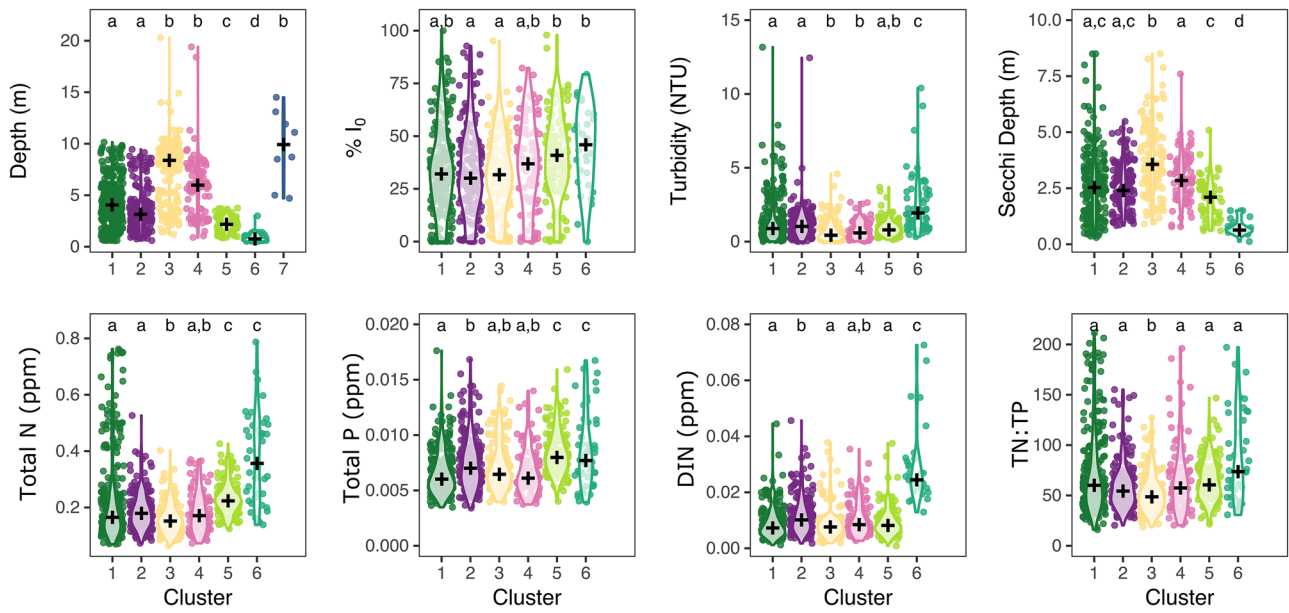 Depth (m)
20
15
10
5
0
a a b b c d b
1 2 3 4 5 6 7
% I0
100
75
50
25
0
a,b a a a,b b b
1 2 3 4 5 6
Turbidity (NTU)
15
10
5
0
a a b b a,b c
1 2 3 4 5 6
Secchi Depth (m)
10.0
7.5
5.0
2.5
0.0
a,c a,c b a c d
1 2 3 4 5 6
Total N (ppm)
0.8
0.6
0.4
0.2
a a b a,b c c
1 2 3 4 5 6
Cluster
Total P (ppm)
0.020
0.015
0.010
0.005
0.000
a b a,b a,b c c
1 2 3 4 5 6
Cluster
DIN (ppm)
0.08
0.06
0.04
0.02
0.00
a b a a,b a c
1 2 3 4 5 6
Cluster
TN:TP
200
150
100
50
0
a a b a a a
1 2 3 4 5 6
Cluster